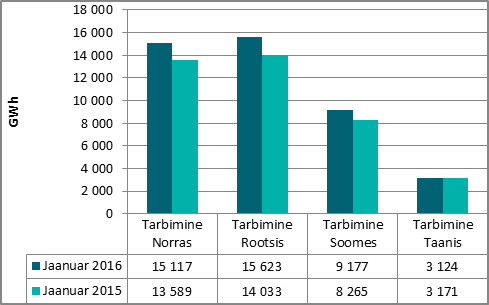 18 000
16 000
14 000
12 000
10 000
8 000
6 000
4 000
2 000
0
GWh
Tarbimine Norras
Tarbimine Rootsis
Tarbimine Soomes
Tarbimine Taanis
Jaanuar 2016 15 117 15 623 9 177 3 124
Jaanuar 2015 13 589 14 033 8 265 3 171